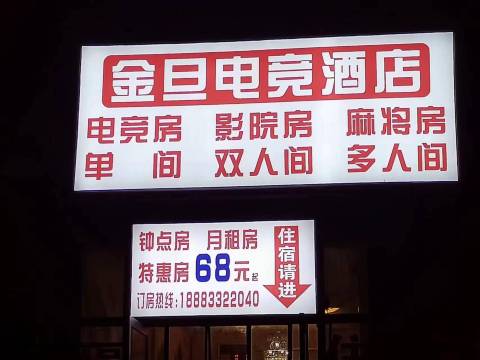 金旦电竞酒店
电竞房 影院房 麻将房
单 间 双人间 多人间
钟点房 月租房
特惠房 68元起
订房热线:18883322040
住宿请进